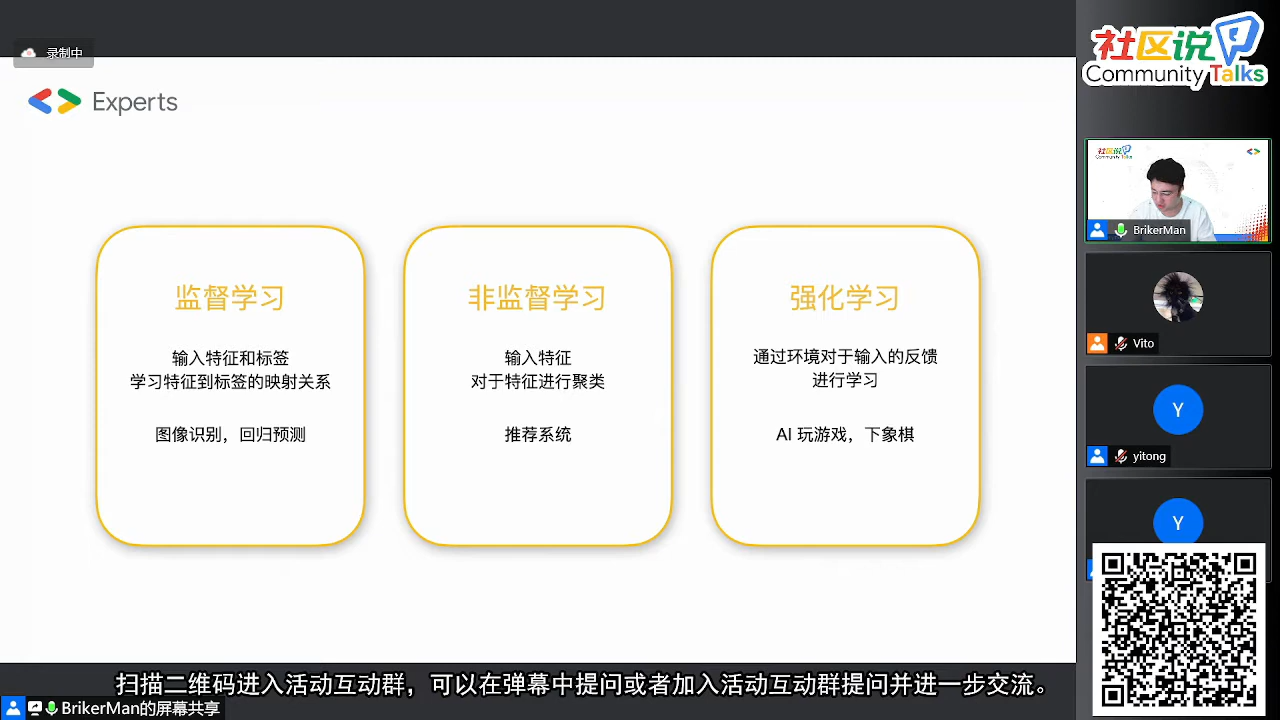 录制中
Experts
监督学习
输入特征和标签
学习特征到标签的映射关系
图像识别，回归预测
非监督学习
输入特征
对于特征进行聚类
推荐系统
强化学习
通过环境对于输入的反馈
进行学习
AI 玩游戏，下象棋
社区说
Community Talks
社区说
Community Talks
BrikerMan
Vito
Y
yitong
Y
扫描二维码进入活动互动群，可以在弹幕中提问或者加入活动互动群提问并进一步交流。
BrikerMan的屏幕共享